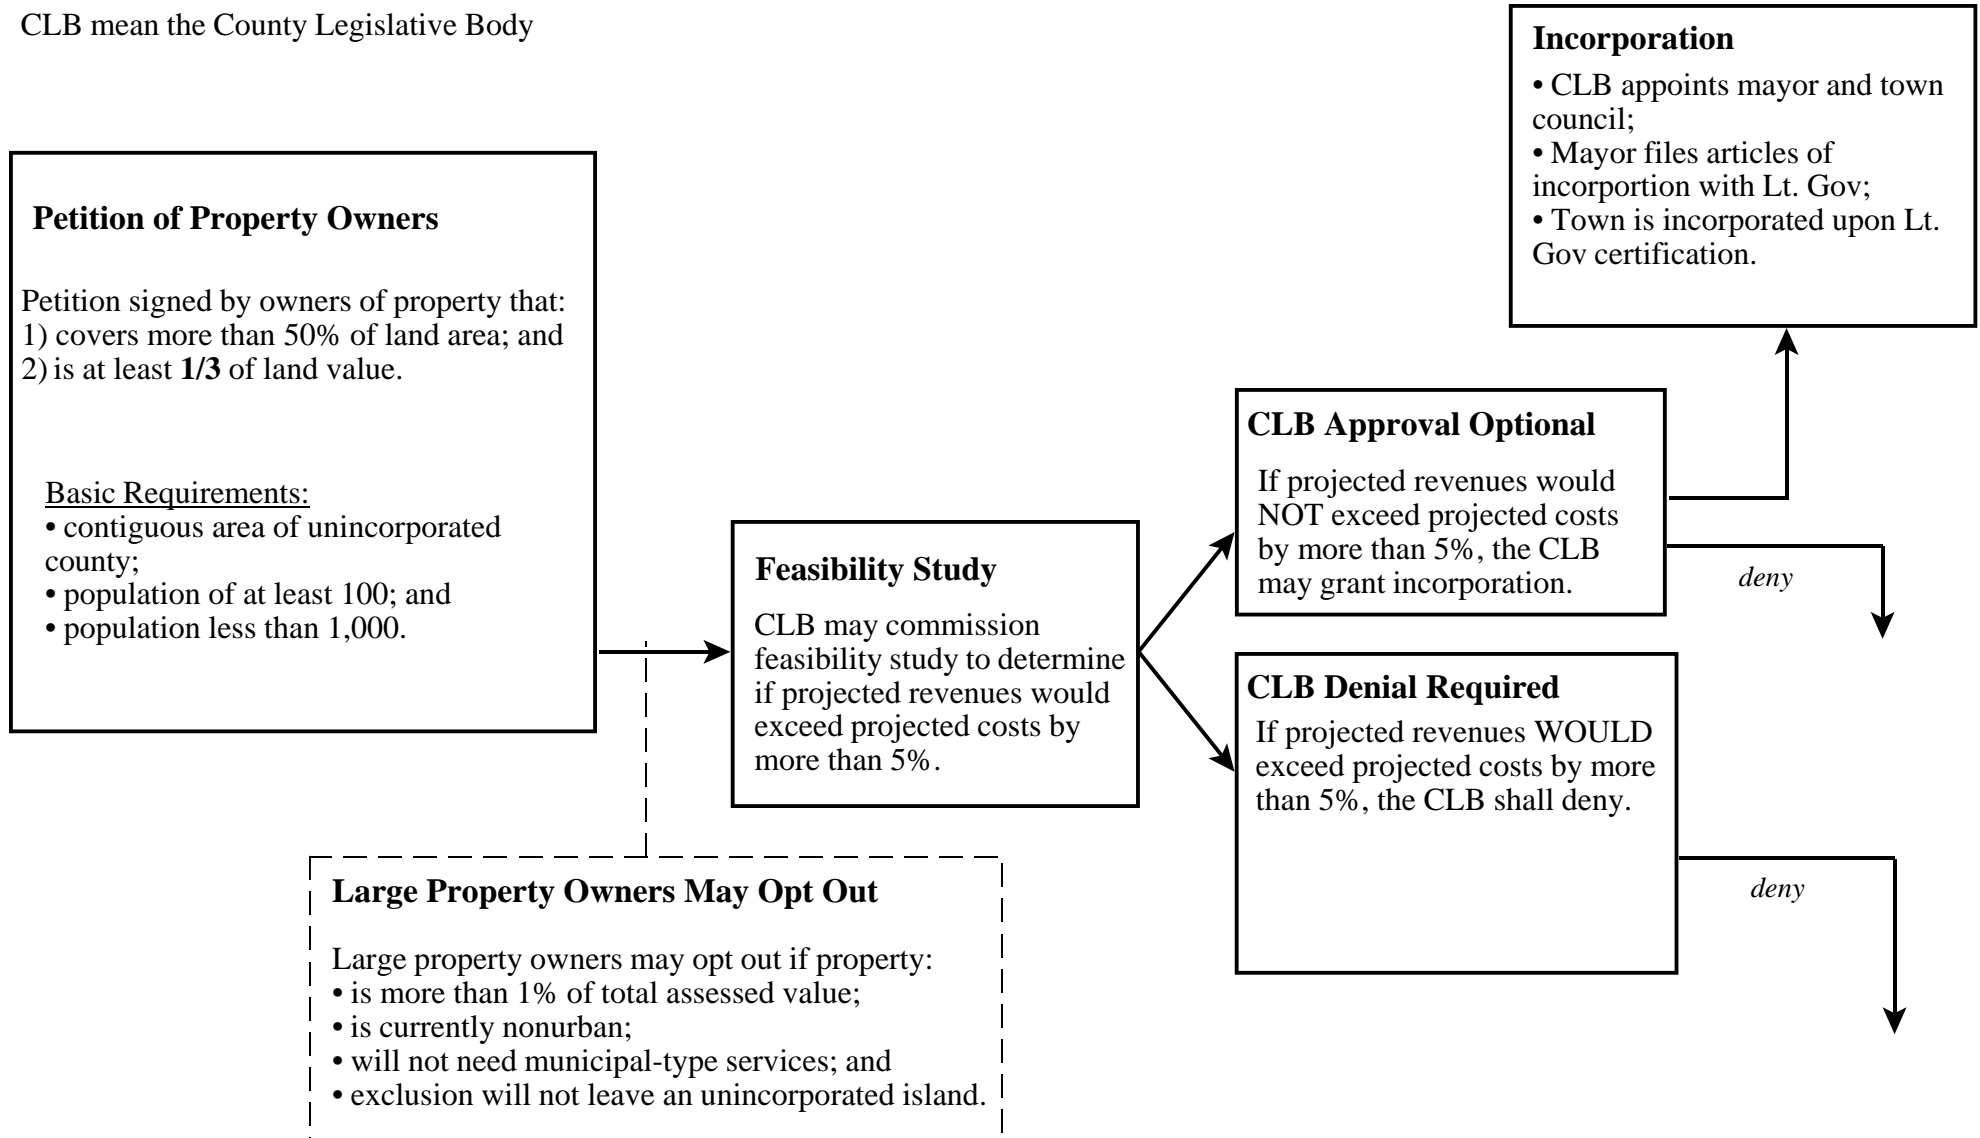 CLB mean the County Legislative Body
Petition of Property Owners
Petition signed by owners of property that:
1) covers more than 50% of land area; and
2) is at least 1/3 of land value.
Basic Requirements:
• contiguous area of unincorporated
county;
• population of at least 100; and
• population less than 1,000.
Large Property Owners May Opt Out
Large property owners may opt out if property:
• is more than 1% of total assessed value;
• is currently nonurban;
• will not need municipal-type services; and
• exclusion will not leave an unincorporated island.
Feasibility Study
CLB may commission
feasibility study to determine
if projected revenues would
exceed projected costs by
more than 5%.
CLB Approval Optional
If projected revenues would
NOT exceed projected costs
by more than 5%, the CLB
may grant incorporation.
deny
CLB Denial Required
If projected revenues WOULD
exceed projected costs by more
than 5%, the CLB shall deny.
deny
Incorporation
• CLB appoints mayor and town
council;
• Mayor files articles of
incorportion with Lt. Gov;
• Town is incorporated upon Lt.
Gov certification.